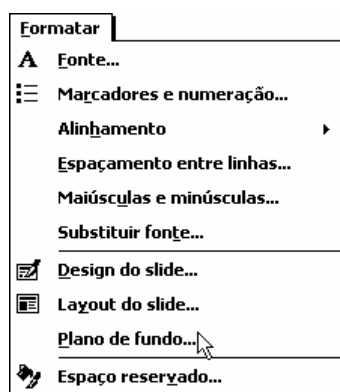 Formatar
A Fonte...
Marcadores e numeração...
Alinhamento
Espaçamento entre linhas...
Maiúsculas e minúsculas...
Substituir fonte...
Design do slide...
Layout do slide...
Plano de fundo...
Espaço reservado...